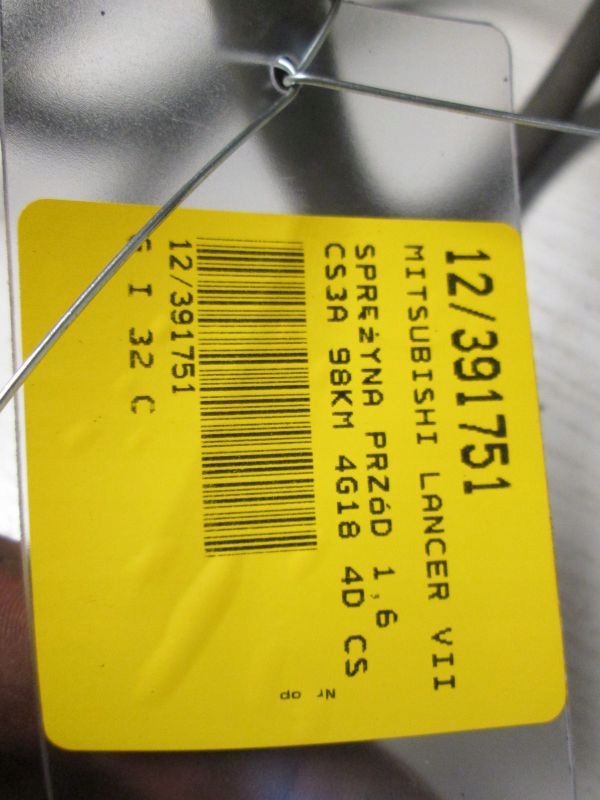 12/391751
MITSUBISHI LANCER VII
SPRĘŻYNA PRZÓD 1,6
CS3A 98KM 4G18 4D CS
12/391751
I 32 C
Nr op